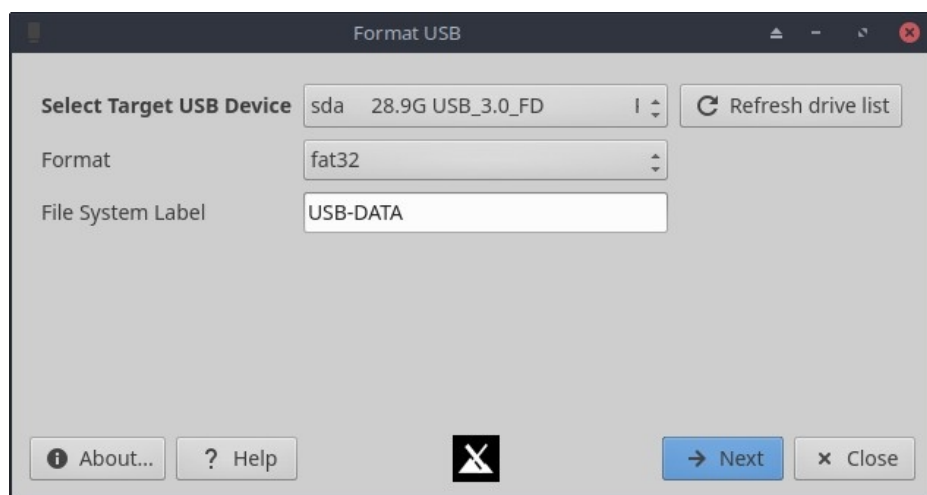 Format USB
Select Target USB Device sda 28.9G USB_3.0_FD Refresh drive list
Format fat32
File System Label USB-DATA
About... ? Help Next Close